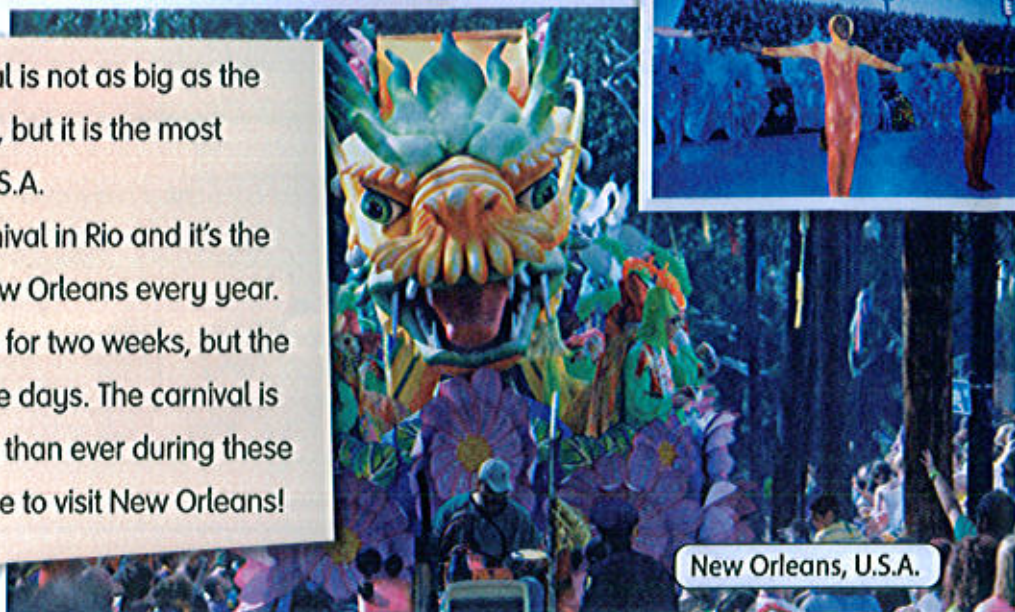 is not as big as the
, but it is the most
S.A.
ival in Rio and it's the
w Orleans every year.
for two weeks, but the
e days. The carnival is
than ever during these
e to visit New Orleans!
New Orleans, U.S.A.